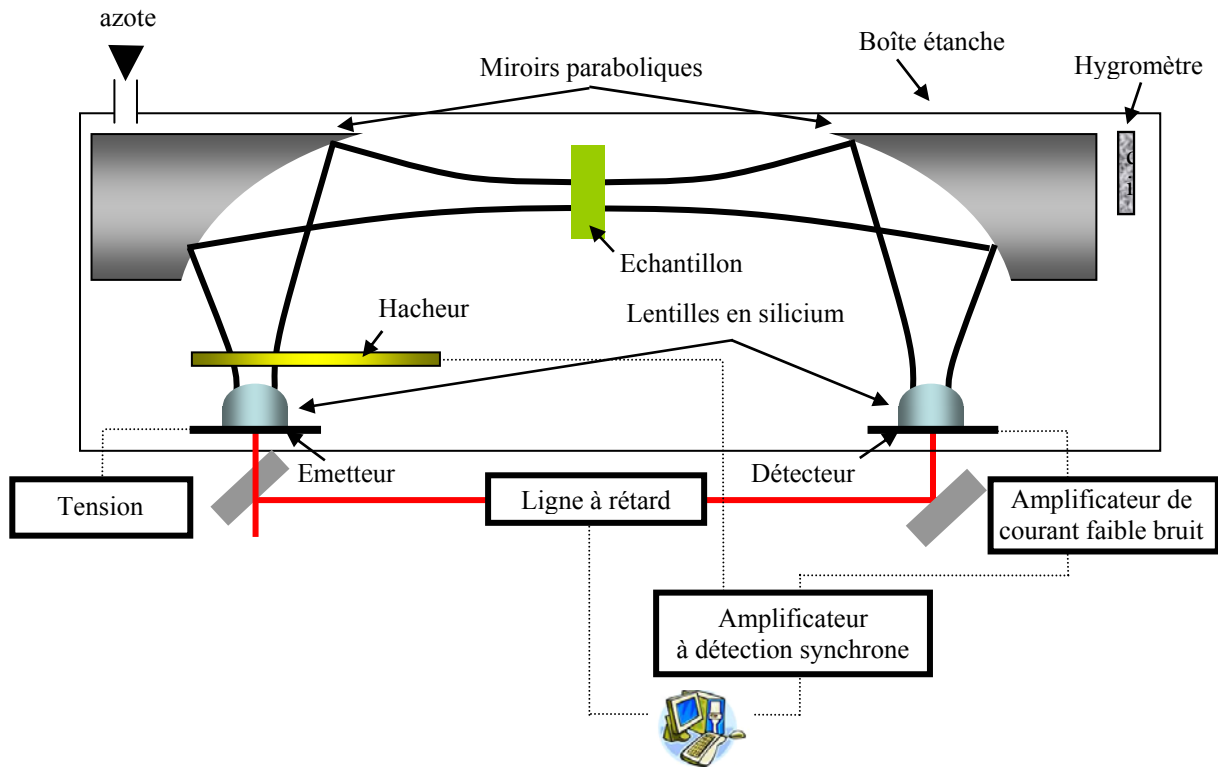 azote
Boîte étanche
Miroirs paraboliques
Hygromètre
Echantillon
Hacheur
Lentilles en silicium
Emetteur
Détecteur
Tension
Ligne à rétard
Amplificateur de
courant faible bruit
Amplificateur
à détection synchrone